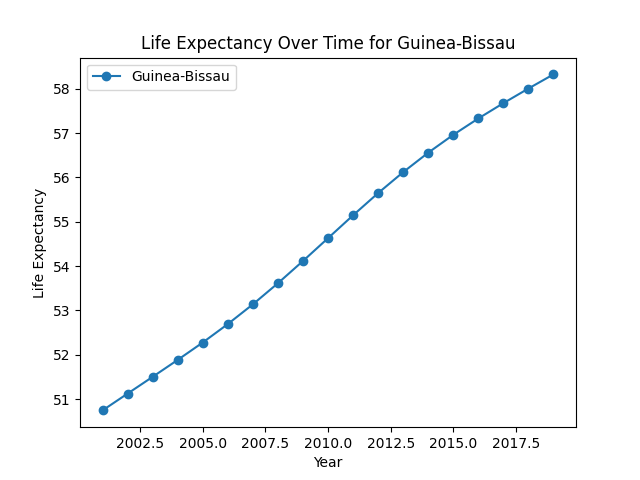 Life Expectancy Over Time for Guinea-Bissau
Guinea-Bissau
Life Expectancy
58
57
56
55
54
53
52
51
2002.5 2005.0 2007.5 2010.0 2012.5 2015.0 2017.5
Year